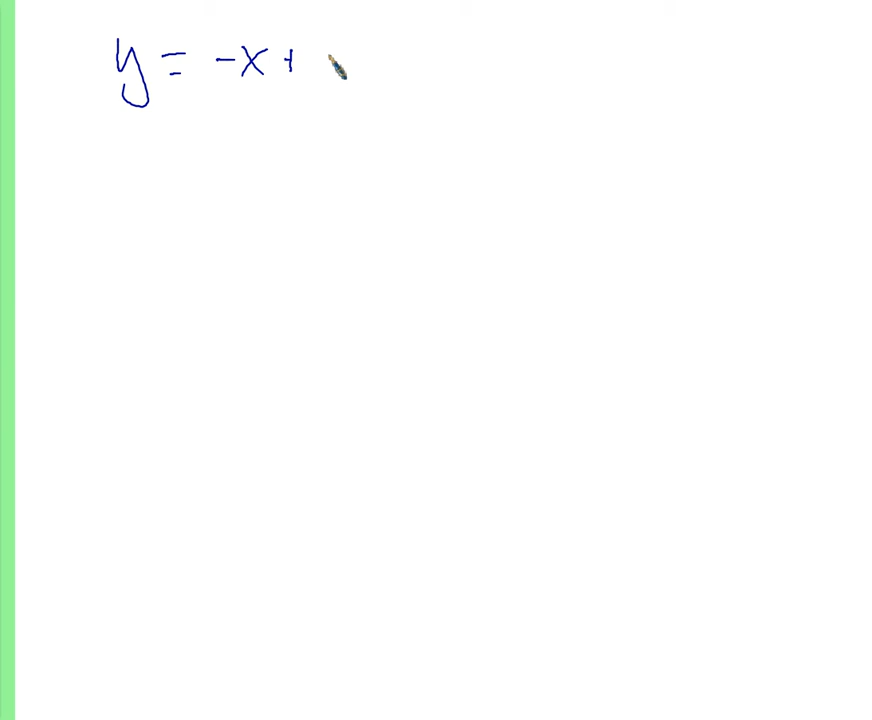 y = -x +